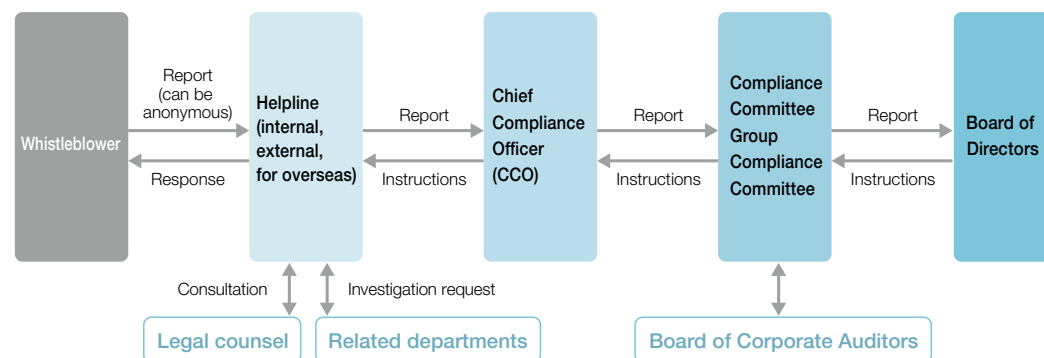 Whistleblower
Report
(can be
anonymous)
Response
Helpline
(internal,
external,
for overseas)
Report
Instructions
Chief
Compliance
Officer
(CCO)
Report
Instructions
Compliance
Committee
Group
Compliance
Committee
Report
Instructions
Board of
Directors
Consultation
Investigation request
Legal counsel
Related departments
Board of Corporate Auditors